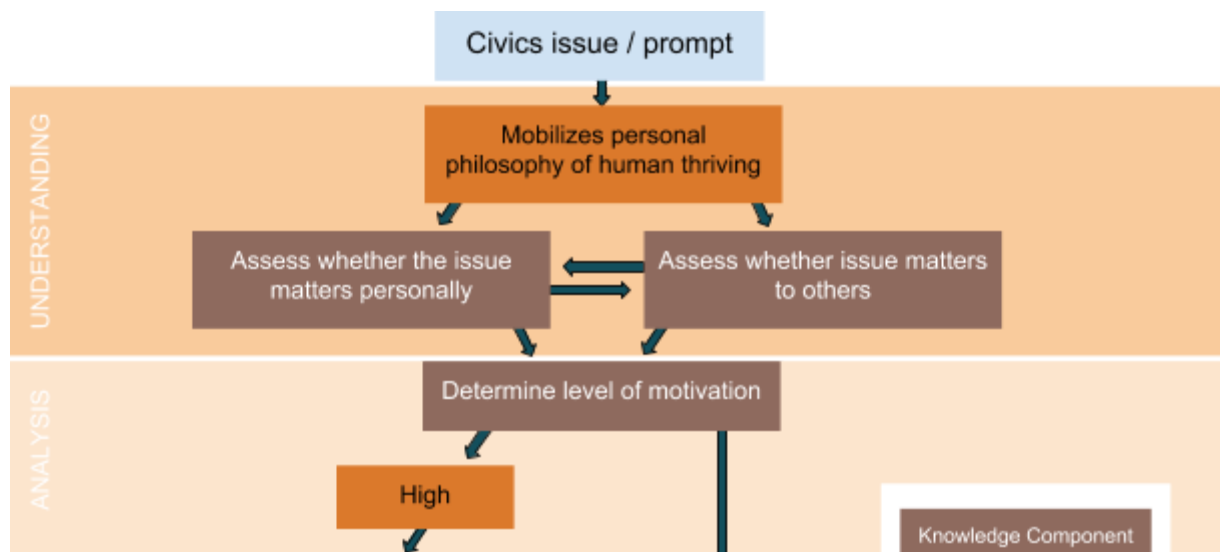 Civics issue / prompt
UNDERSTANDING
Mobilizes personal
philosophy of human thriving
Assess whether the issue
matters personally
Assess whether issue matters
to others
ANALYSIS
Determine level of motivation
High
Knowledge Component